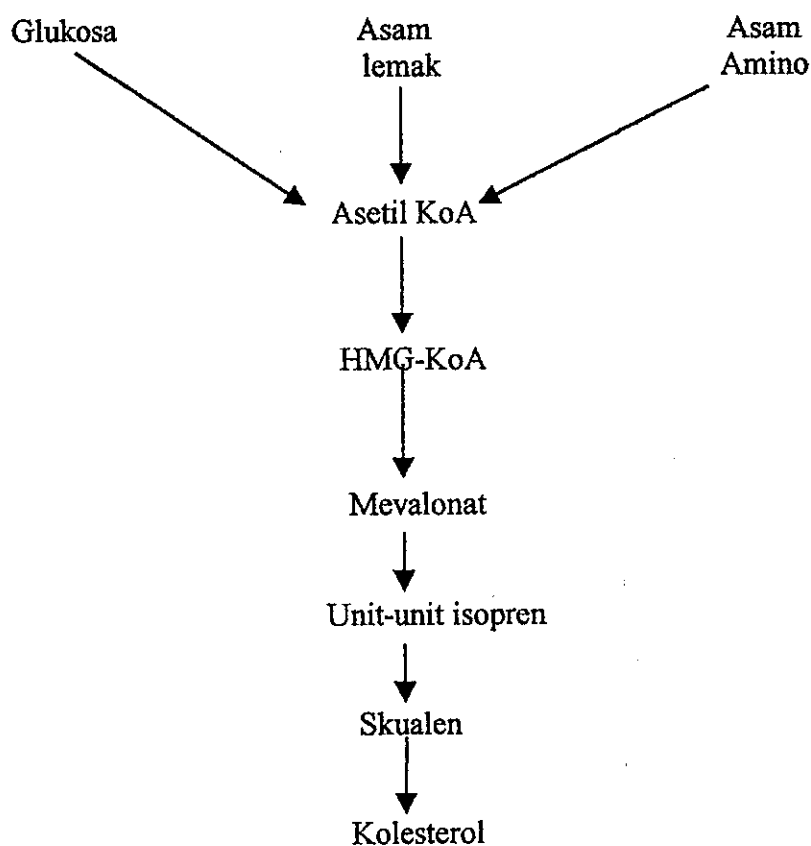 Glukosa
Asam
lemak
Asam
Amino
Asetil KoA
HMG-KoA
Mevalonat
Unit-unit isopren
Skualen
Kolesterol